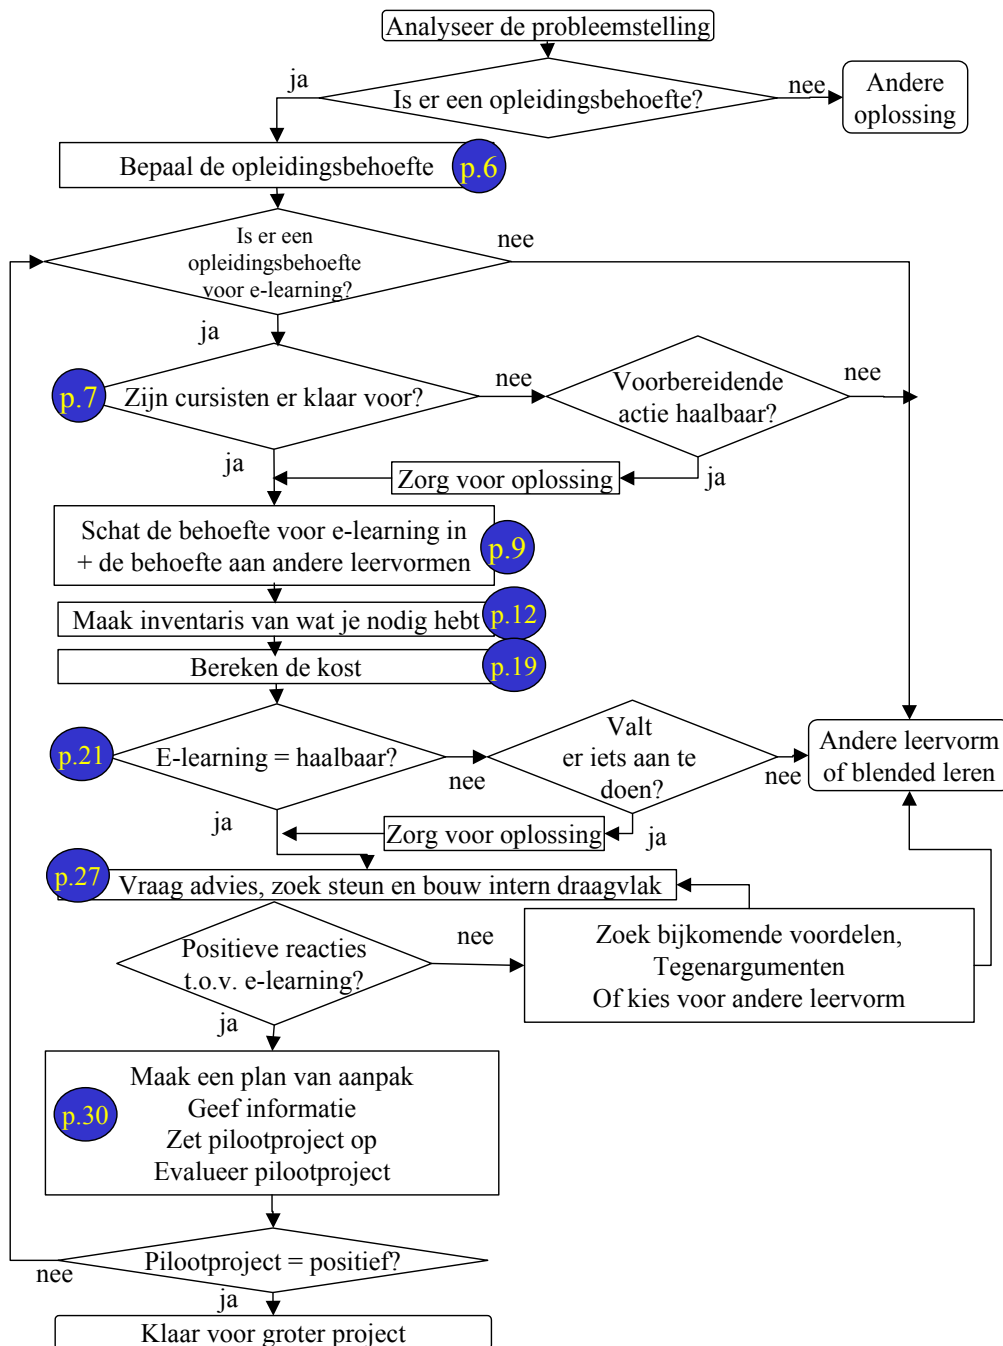 Analyseer de probleemstelling
ja
Is er een opleidingsbehoefte?
nee
Andere
oplossing
Bepaal de opleidingsbehoefte
p.6
Is er een
opleidingsbehoefte
voor e-learning?
nee
ja
p.7
Zijn cursisten er klaar voor?
nee
Voorbereidende
actie haalbaar?
nee
ja
Zorg voor oplossing
ja
Schat de behoefte voor e-learning in
+ de behoefte aan andere leervormen
p.9
Maak inventaris van wat je nodig hebt
p.12
Bereken de kost
p.19
p.21
E-learning = haalbaar?
nee
Valt
er iets aan te
doen?
nee
Andere leervorm
of blended leren
ja
Zorg voor oplossing
ja
p.27
Vraag advies, zoek steun en bouw intern draagvlak
Positieve reacties
t.o.v. e-learning?
nee
Zoek bijkomende voordelen,
Tegenargumenten
Of kies voor andere leervorm
ja
p.30
Maak een plan van aanpak
Geef informatie
Zet pilootproject op
Evalueer pilootproject
Pilootproject = positief?
nee
ja
Klaar voor groter project